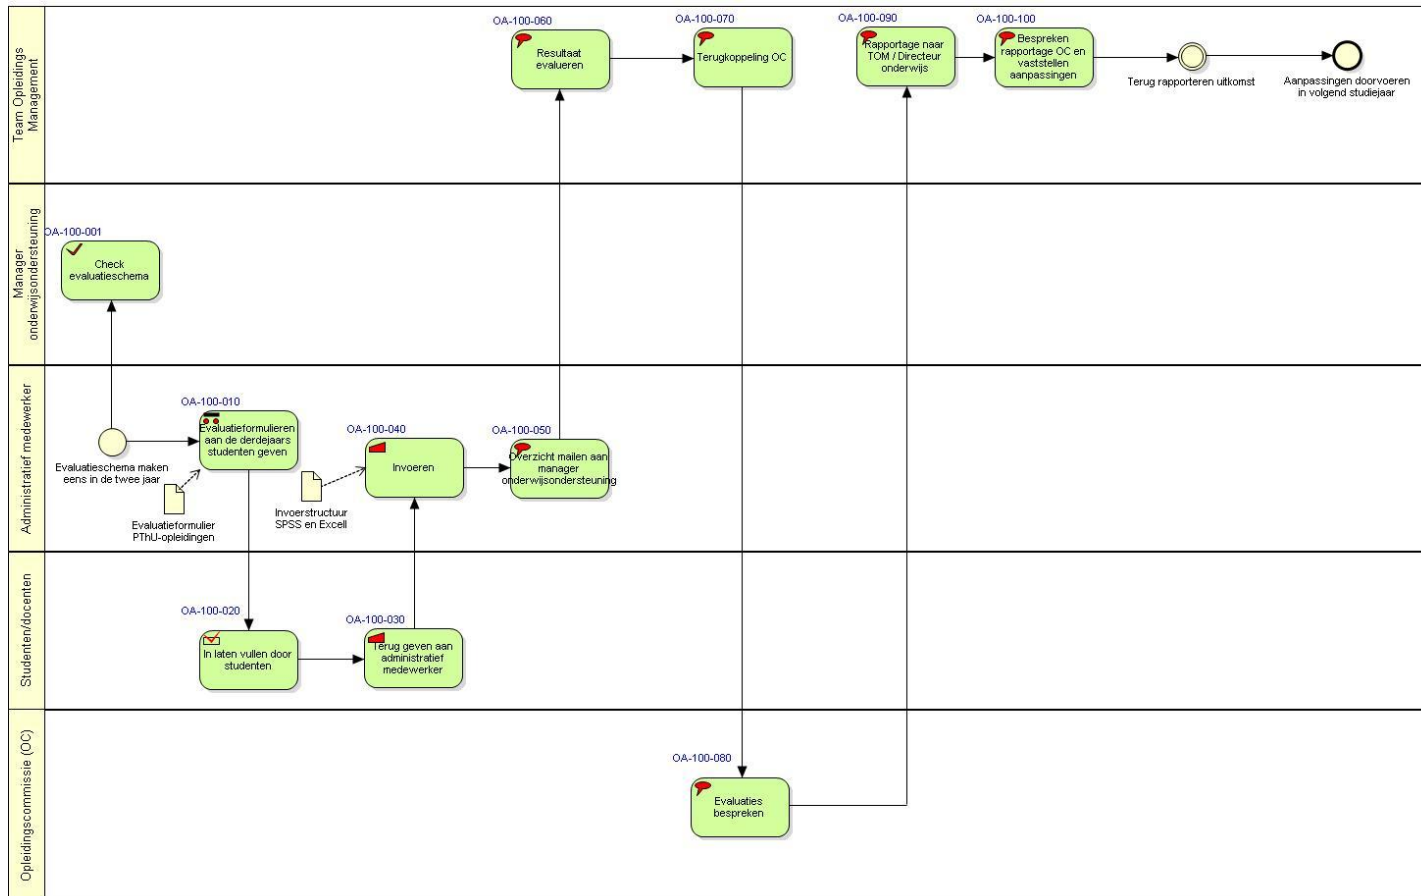 Team Opleidings
Management
OA-100-060
Resultaat
evalueren
OA-100-070
Terugkoppeling OC
OA-100-090
Rapportage naar
TOM / Directeur
onderwijs
OA-100-100
Bespreken
rapportage OC en
vaststellen
aanpassingen
Terug rapporteren uitkomst
Aanpassingen doorvoeren
in volgend studiejaar
Manager
onderwijsondersteuning
OA-100-001
Check
evaluatieschema
Administratief medewerker
Evaluatieschema maken
eens in de twee jaar
OA-100-010
Evaluatieformulieren
aan de derdejaars
studenten geven
Evaluatieformulier
PThU-opleidingen
OA-100-040
Invoeren
Invoerstructuur
SPSS en Excell
OA-100-050
Overzicht mailen aan
manager
onderwijsondersteuning
Studenten/docenten
OA-100-020
In laten vullen door
studenten
OA-100-030
Terug geven aan
administratief
medewerker
Opleidingscommissie (OC)
OA-100-080
Evaluaties
bespreken